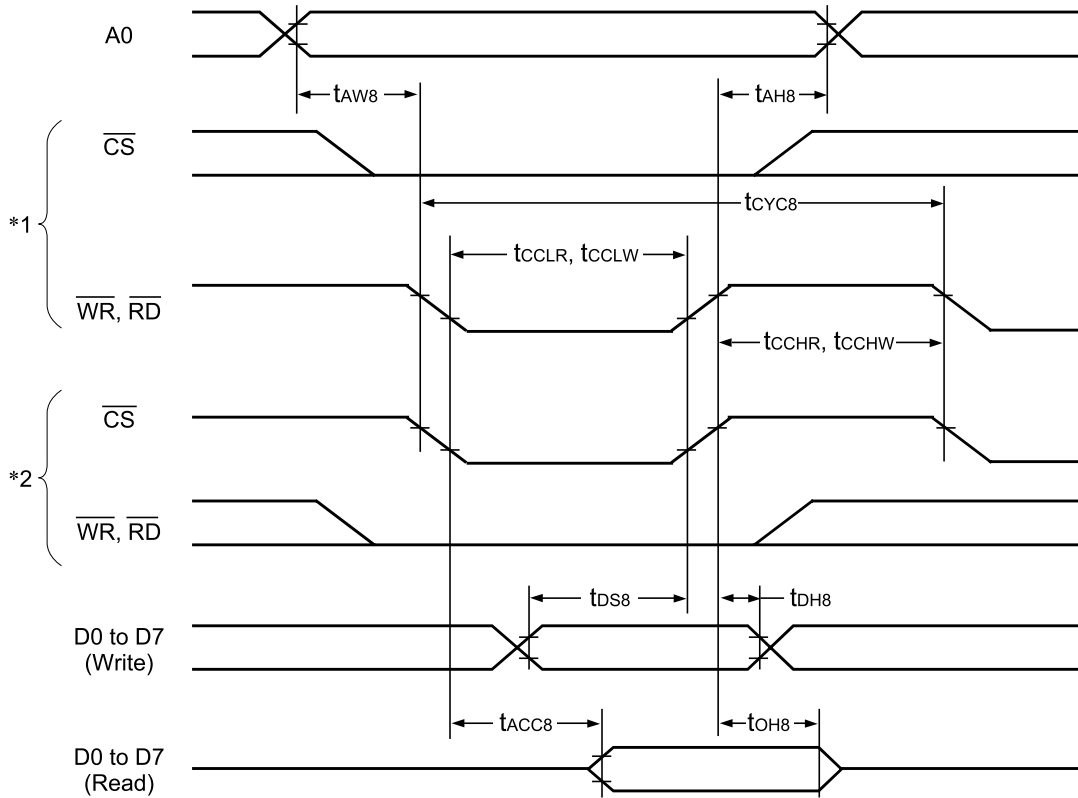 A0
tAW8
tAH8
CS
*1
tCYC8
tCCLR, tCCLW
WR, RD
tCCHR, tCCHW
CS
*2
WR, RD
tDS8
tDH8
D0 to D7
(Write)
tACC8
tOH8
D0 to D7
(Read)